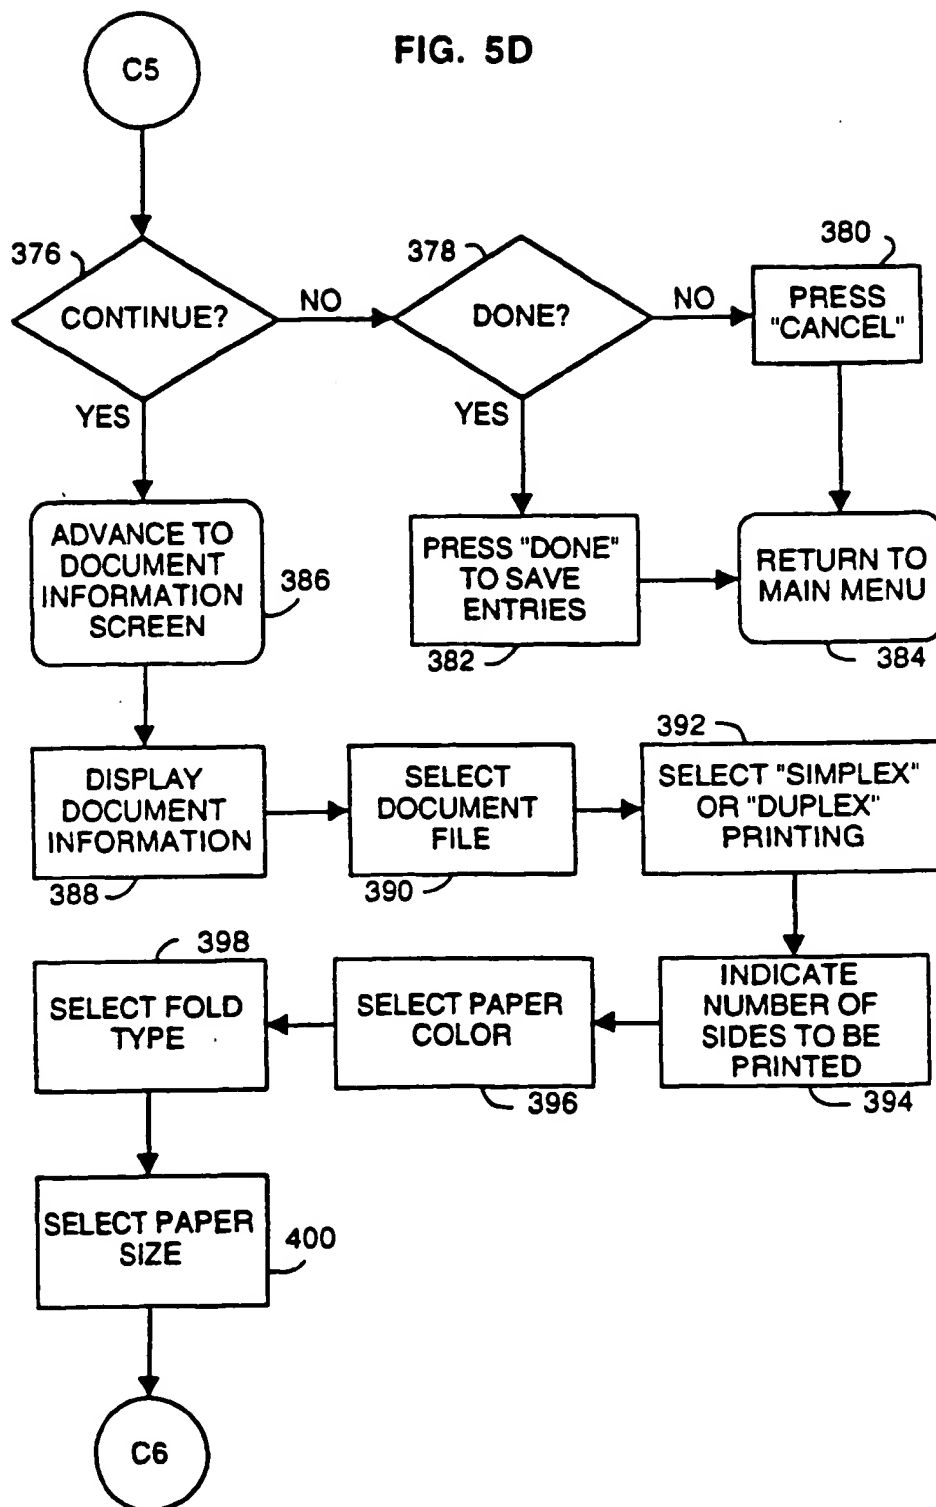 FIG. 5D
C5
376
CONTINUE?
NO
YES
378
DONE?
NO
YES
380
PRESS
"CANCEL"
ADVANCE TO
DOCUMENT
INFORMATION
SCREEN
386
PRESS "DONE"
TO SAVE
ENTRIES
382
RETURN TO
MAIN MENU
384
DISPLAY
DOCUMENT
INFORMATION
388
SELECT
DOCUMENT
FILE
390
392
SELECT "SIMPLEX"
OR "DUPLEX"
PRINTING
INDICATE
NUMBER OF
SIDES TO BE
PRINTED
394
SELECT PAPER
COLOR
396
398
SELECT FOLD
TYPE
SELECT PAPER
SIZE
400
C6